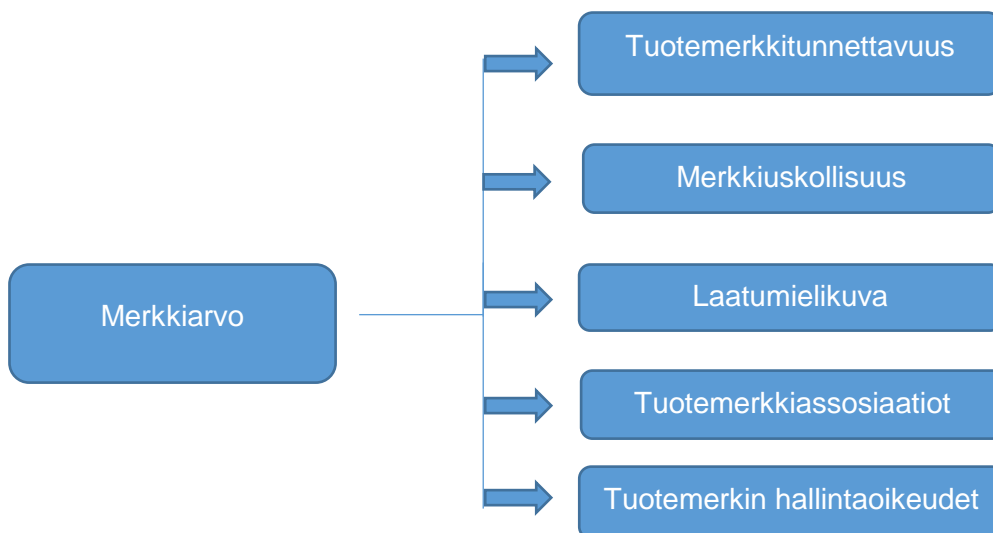 Tuotemerkkitunnettavuus
Merkkiuskollisuus
Merkkiarvo
Laatumielikuva
Tuotemerkkiassosiaatiot
Tuotemerkin hallintaoikeudet